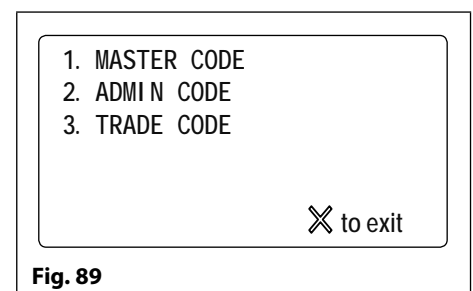 1. MASTER CODE
2. ADMIN CODE
3. TRADE CODE
X to exit
Fig. 89